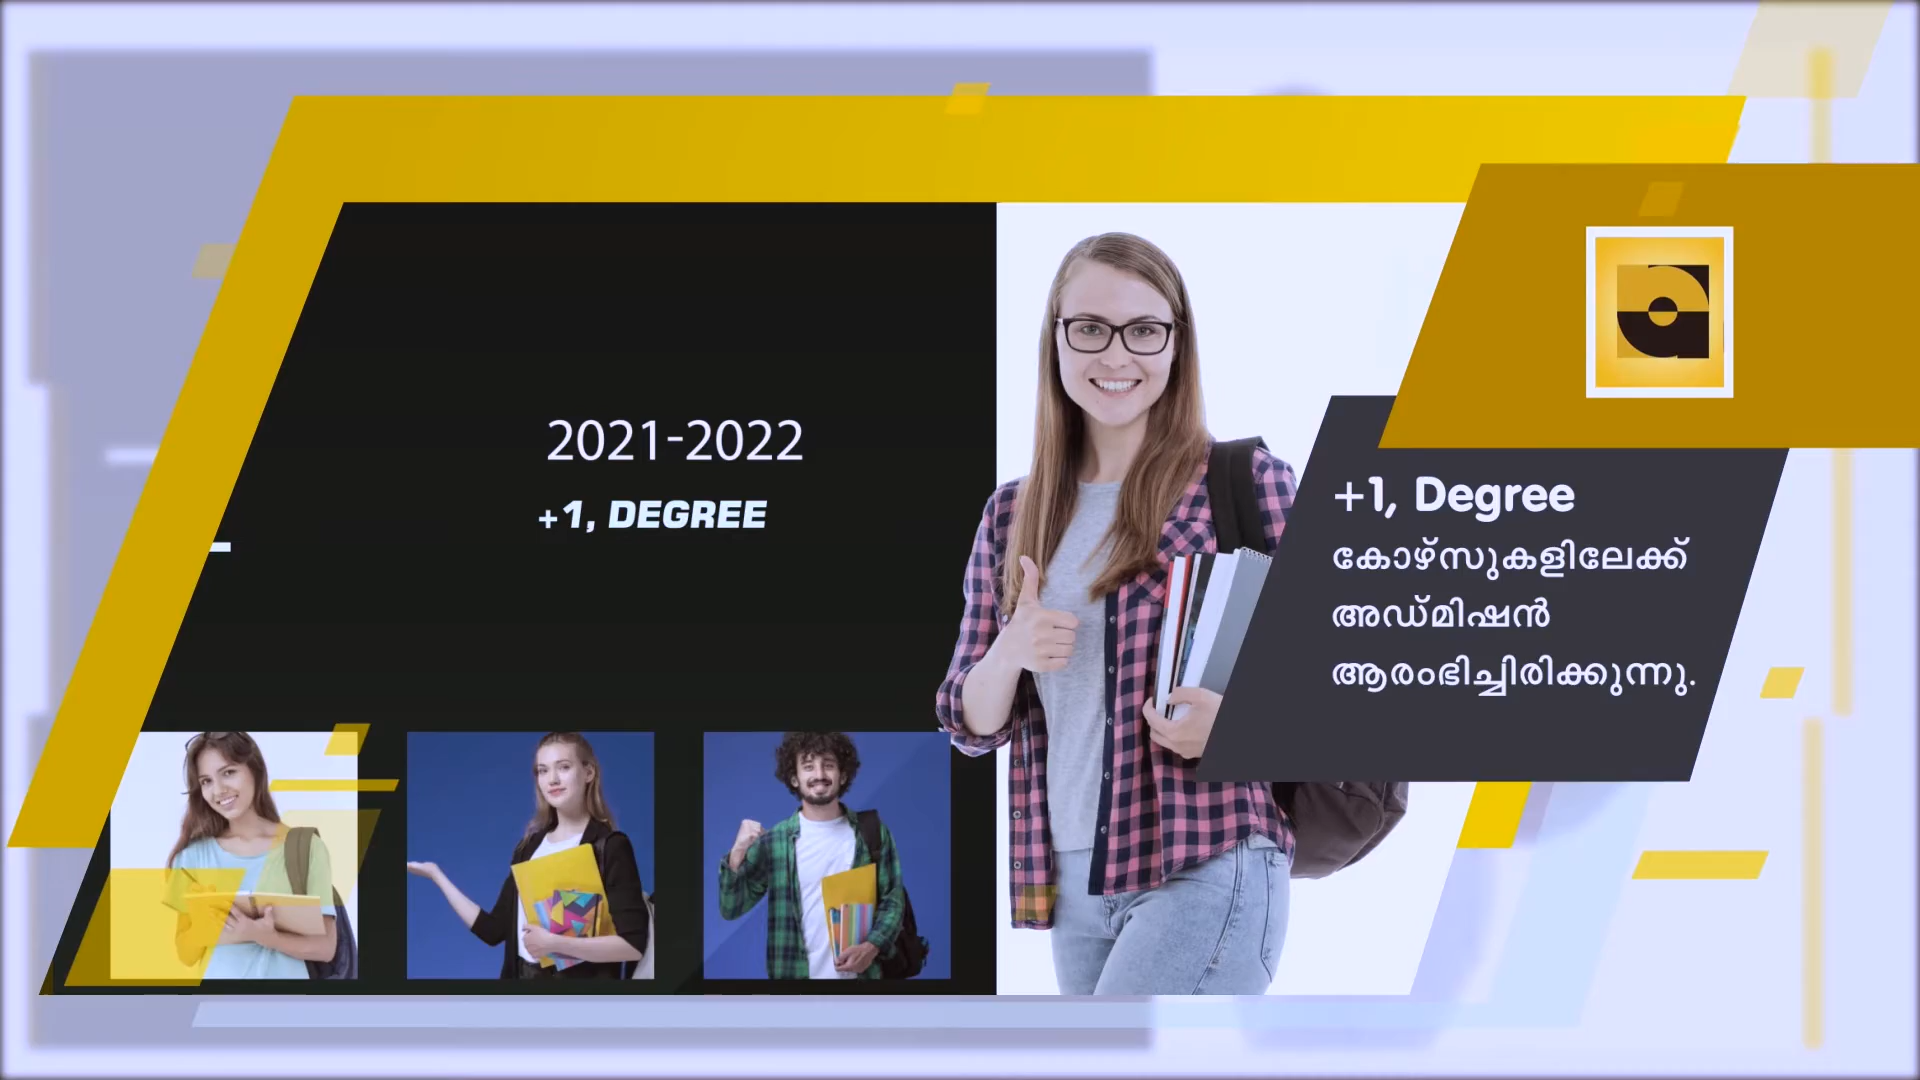 2021-2022
+1, DEGREE
+1, Degree
കോഴ്സുകളിലേക്ക്
അഡ്മിഷൻ
ആരംഭിച്ചിരിക്കുന്നു.